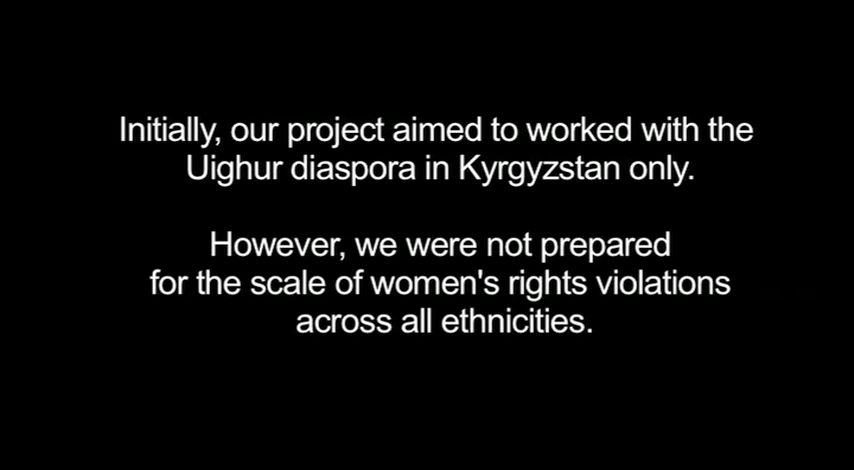 Initially, our project aimed to worked with the
Uighur diaspora in Kyrgyzstan only.
However, we were not prepared
for the scale of women's rights violations
across all ethnicities.